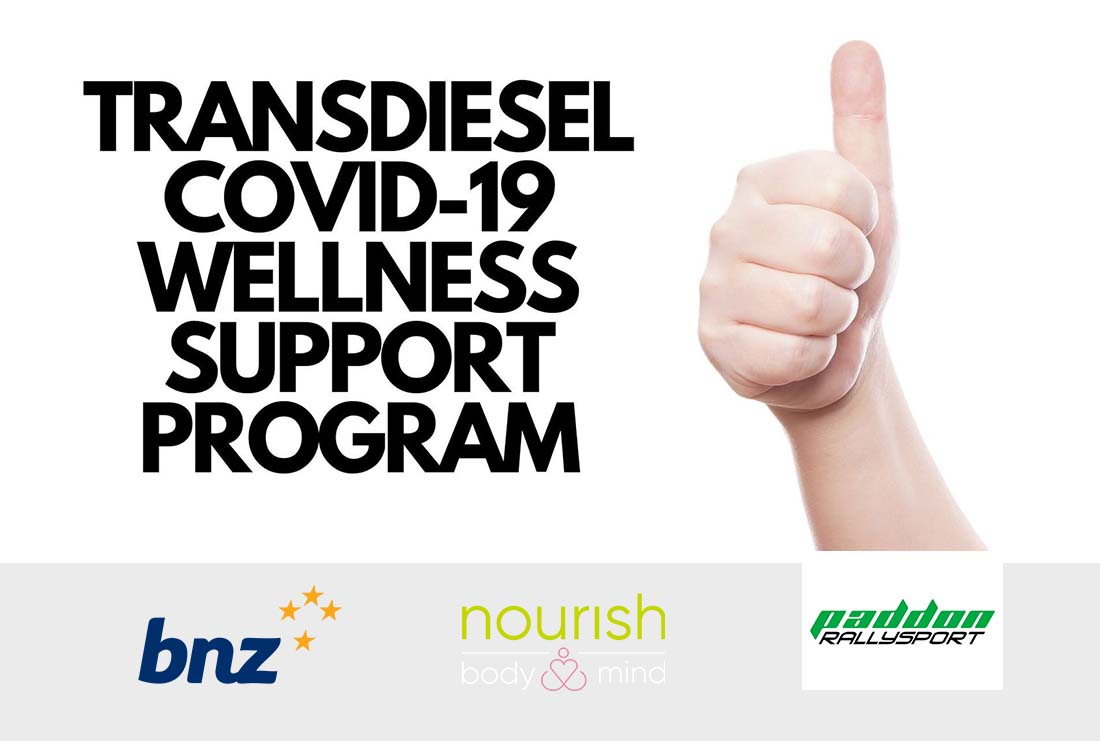 TRANSDIESEL
COVID-19
WELLNESS
SUPPORT
PROGRAM
bnz
nourish
body mind
paddon
RALLYSPORT